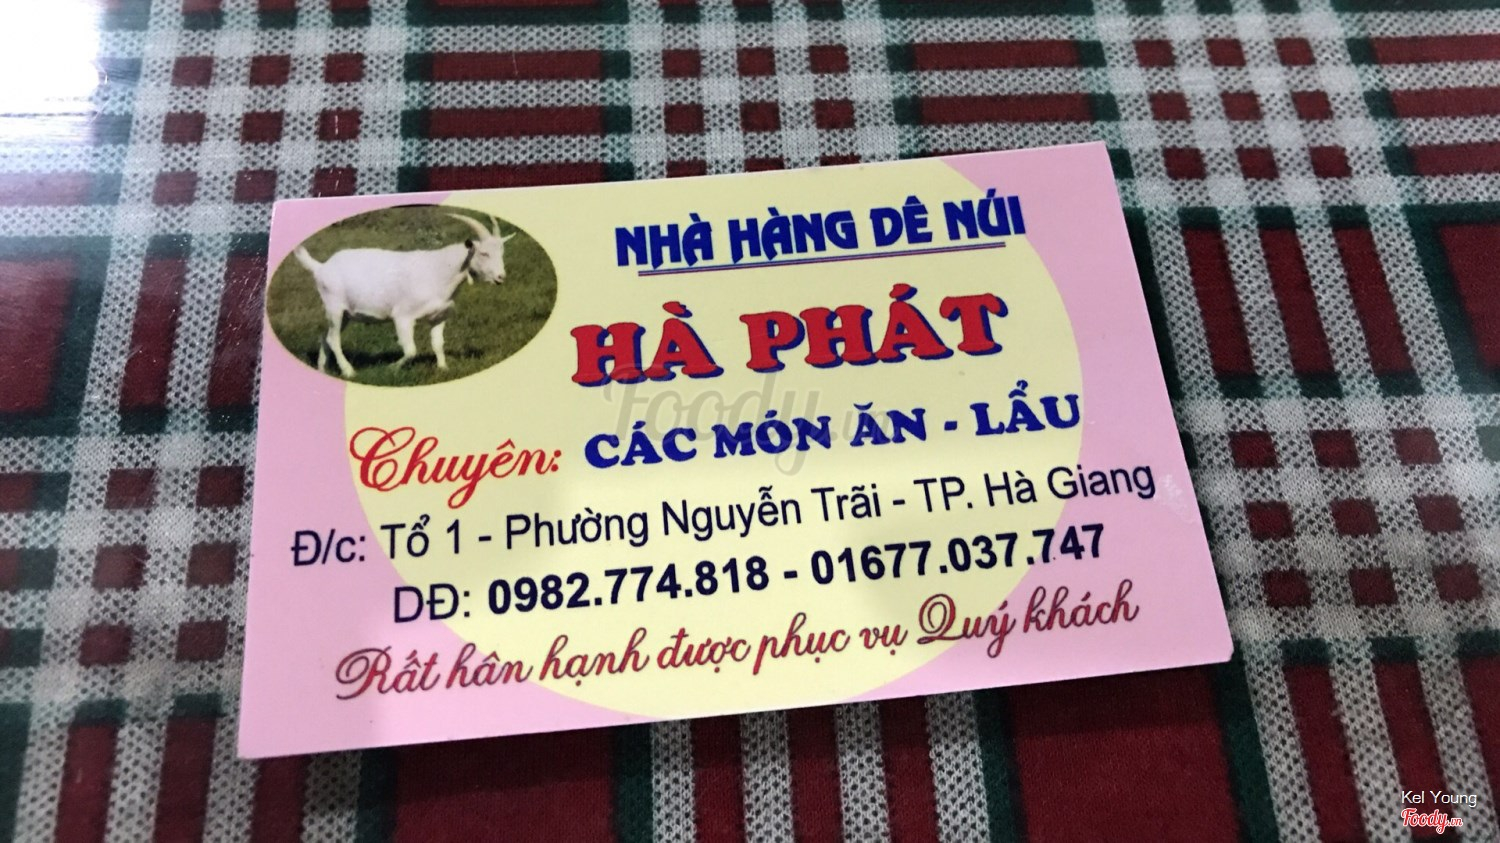 NHÀ HÀNG DÊ NÚI
HÀ PHÁT
Chuyên: CÁC MÓN ĂN - LẨU
Đ/c: Tổ 1 - Phường Nguyễn Trãi - TP. Hà Giang
DĐ: 0982.774.818 - 01677.037.747
Rất hân hạnh được phục vụ Quý khách
Foody.vn
Kel Young
Foody.vn